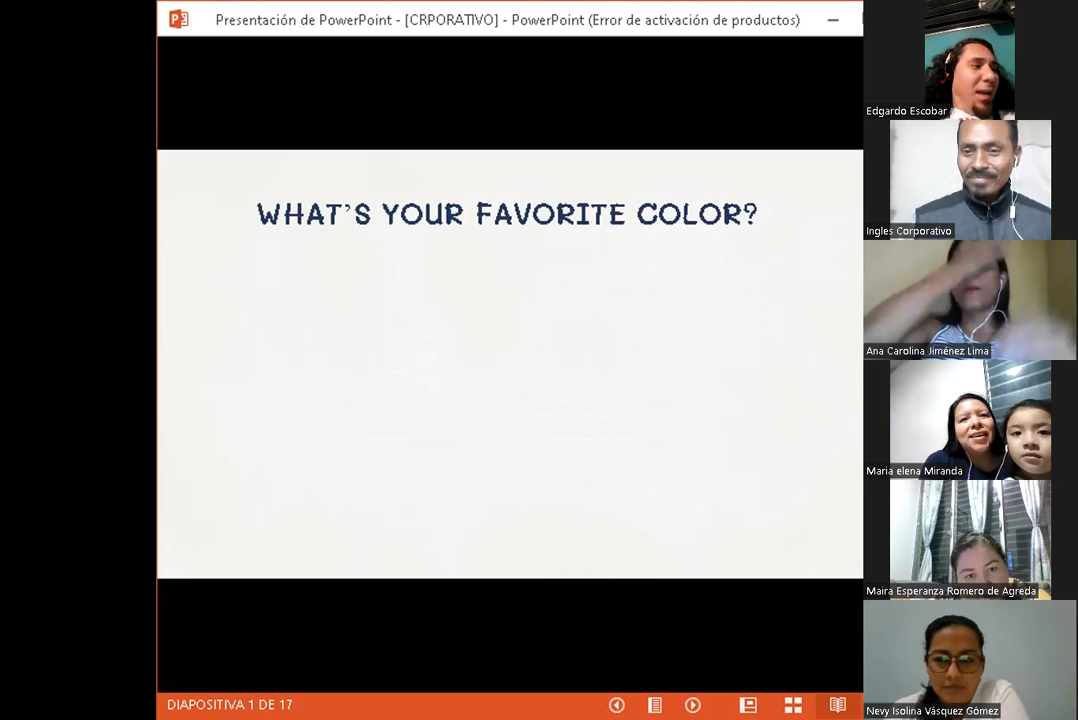 Presentación de PowerPoint - [CRPORATIVO] - PowerPoint (Error de activación de productos)
WHAT'S YOUR FAVORITE COLOR?
Edgardo Escobar
Ingles Corporativo
Ana Carolina Jiménez Lima
Maria elena Miranda
Maira Esperanza Romero de Agreda
Nevy Isolina Vásquez Gómez
DIAPOSITIVA 1 DE 17